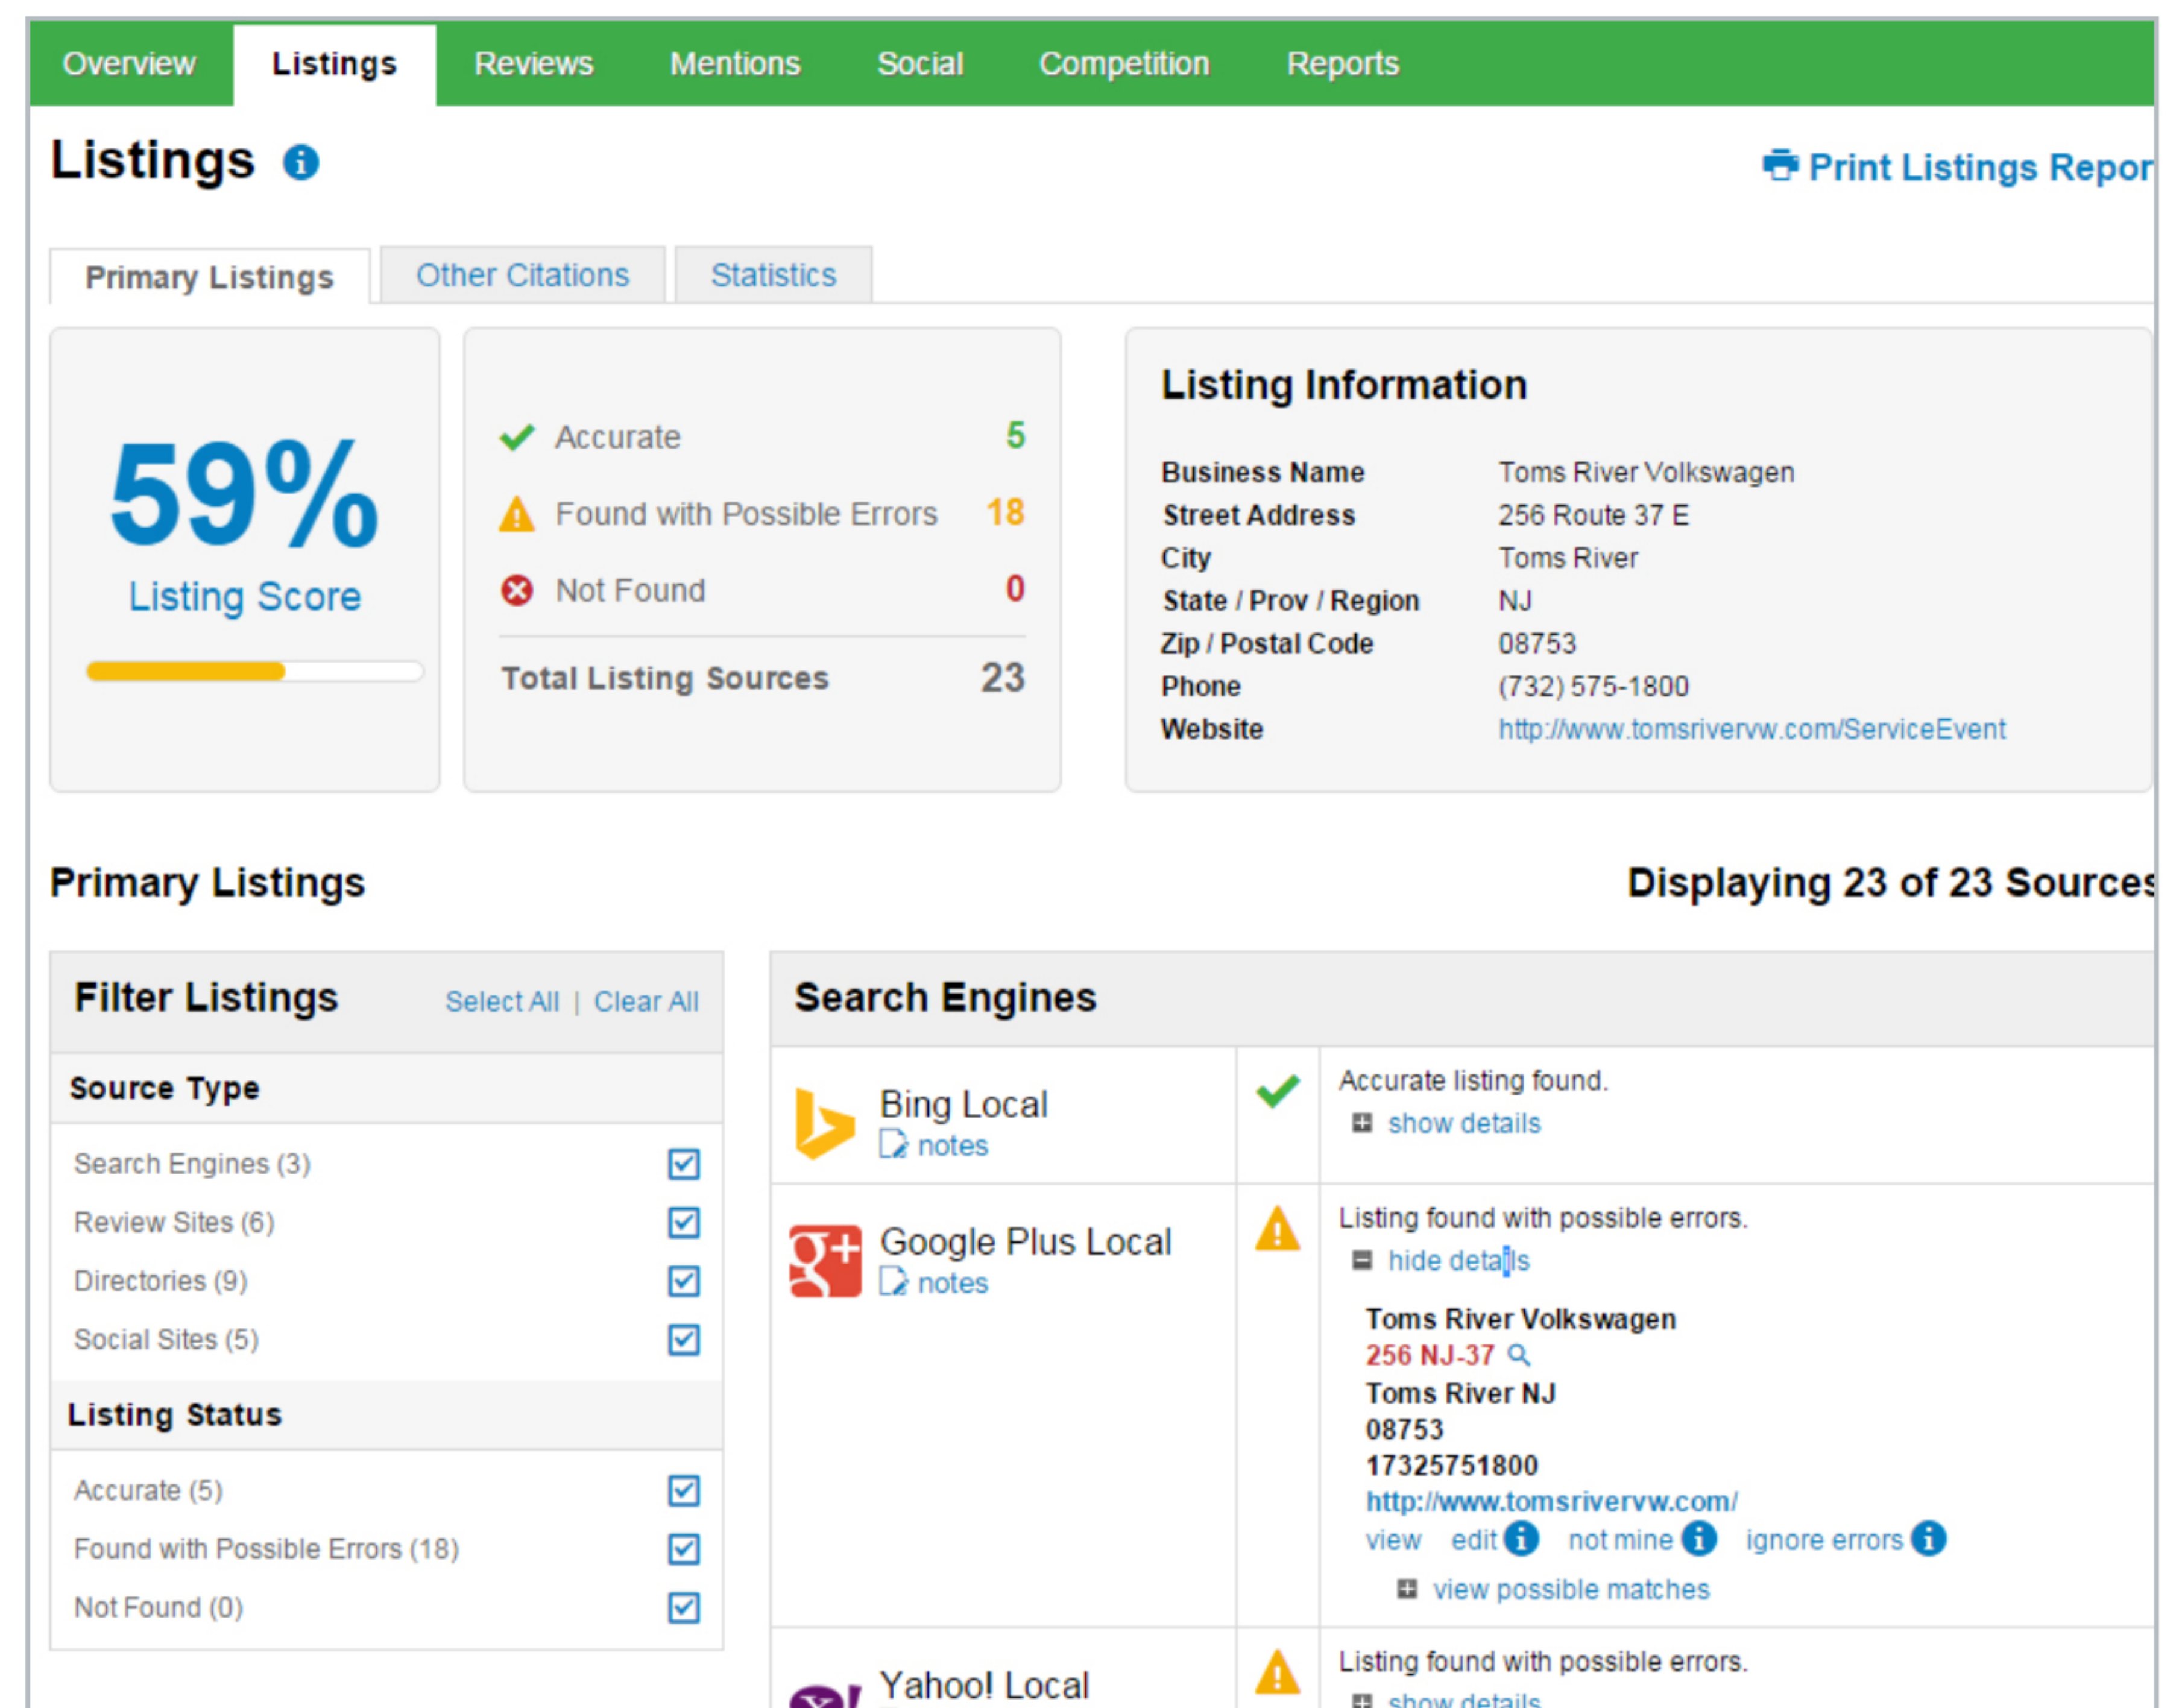 Overview Listings Reviews Mentions Social Competition Reports
Listings
Print Listings Repor
Primary Listings Other Citations Statistics
59%
Listing Score
Accurate 5
Found with Possible Errors 18
Not Found 0
Total Listing Sources 23
Listing Information
Business Name Toms River Volkswagen
Street Address 256 Route 37 E
City Toms River
State / Prov / Region NJ
Zip / Postal Code 08753
Phone (732) 575-1800
Website http://www.tomsrivervw.com/ServiceEvent
Primary Listings
Displaying 23 of 23 Sources
Filter Listings Select All | Clear All
Source Type
Search Engines (3)
Review Sites (6)
Directories (9)
Social Sites (5)
Listing Status
Accurate (5)
Found with Possible Errors (18)
Not Found (0)
Search Engines
Bing Local
notes
Accurate listing found.
show details
g+ Google Plus Local
notes
Listing found with possible errors.
hide details
Toms River Volkswagen
256 NJ-37
Toms River NJ
08753
17325751800
http://www.tomsrivervw.com/
view edit not mine ignore errors
view possible matches
Y! Yahoo! Local
Listing found with possible errors.
show details